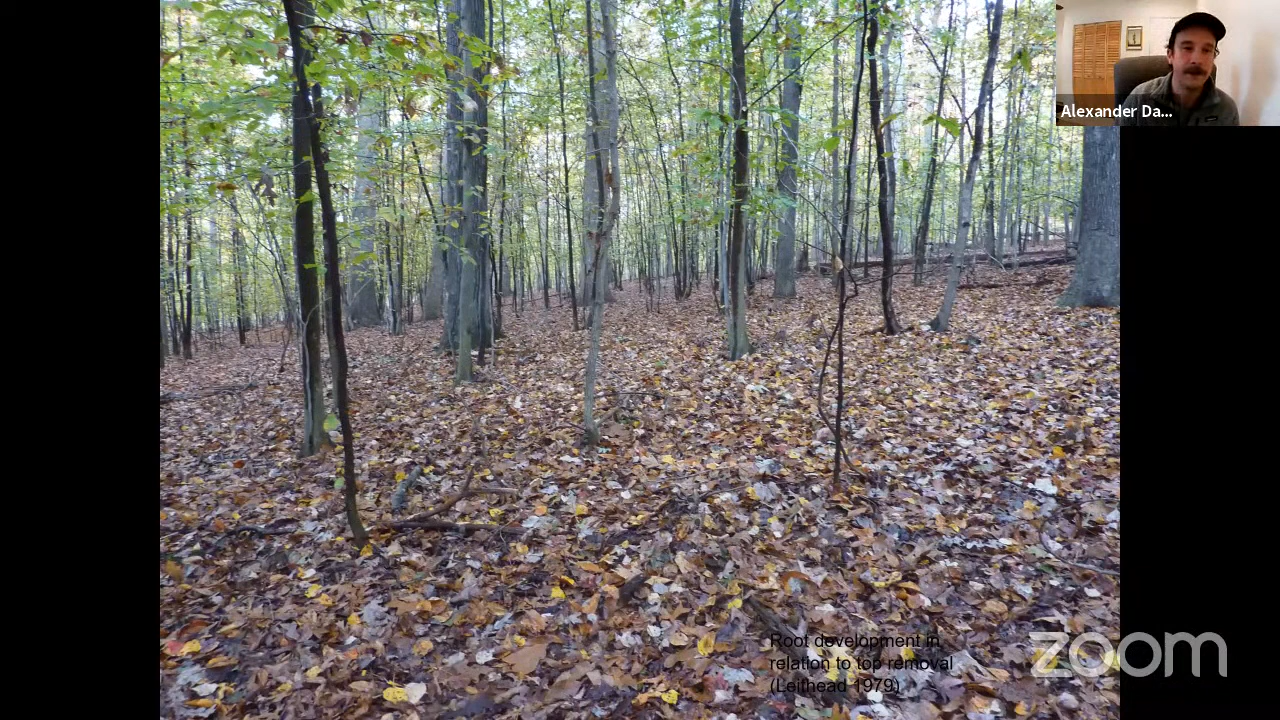 Alexander Da...
Root development in
relation to top removal
(Leithead 1979)
zoom